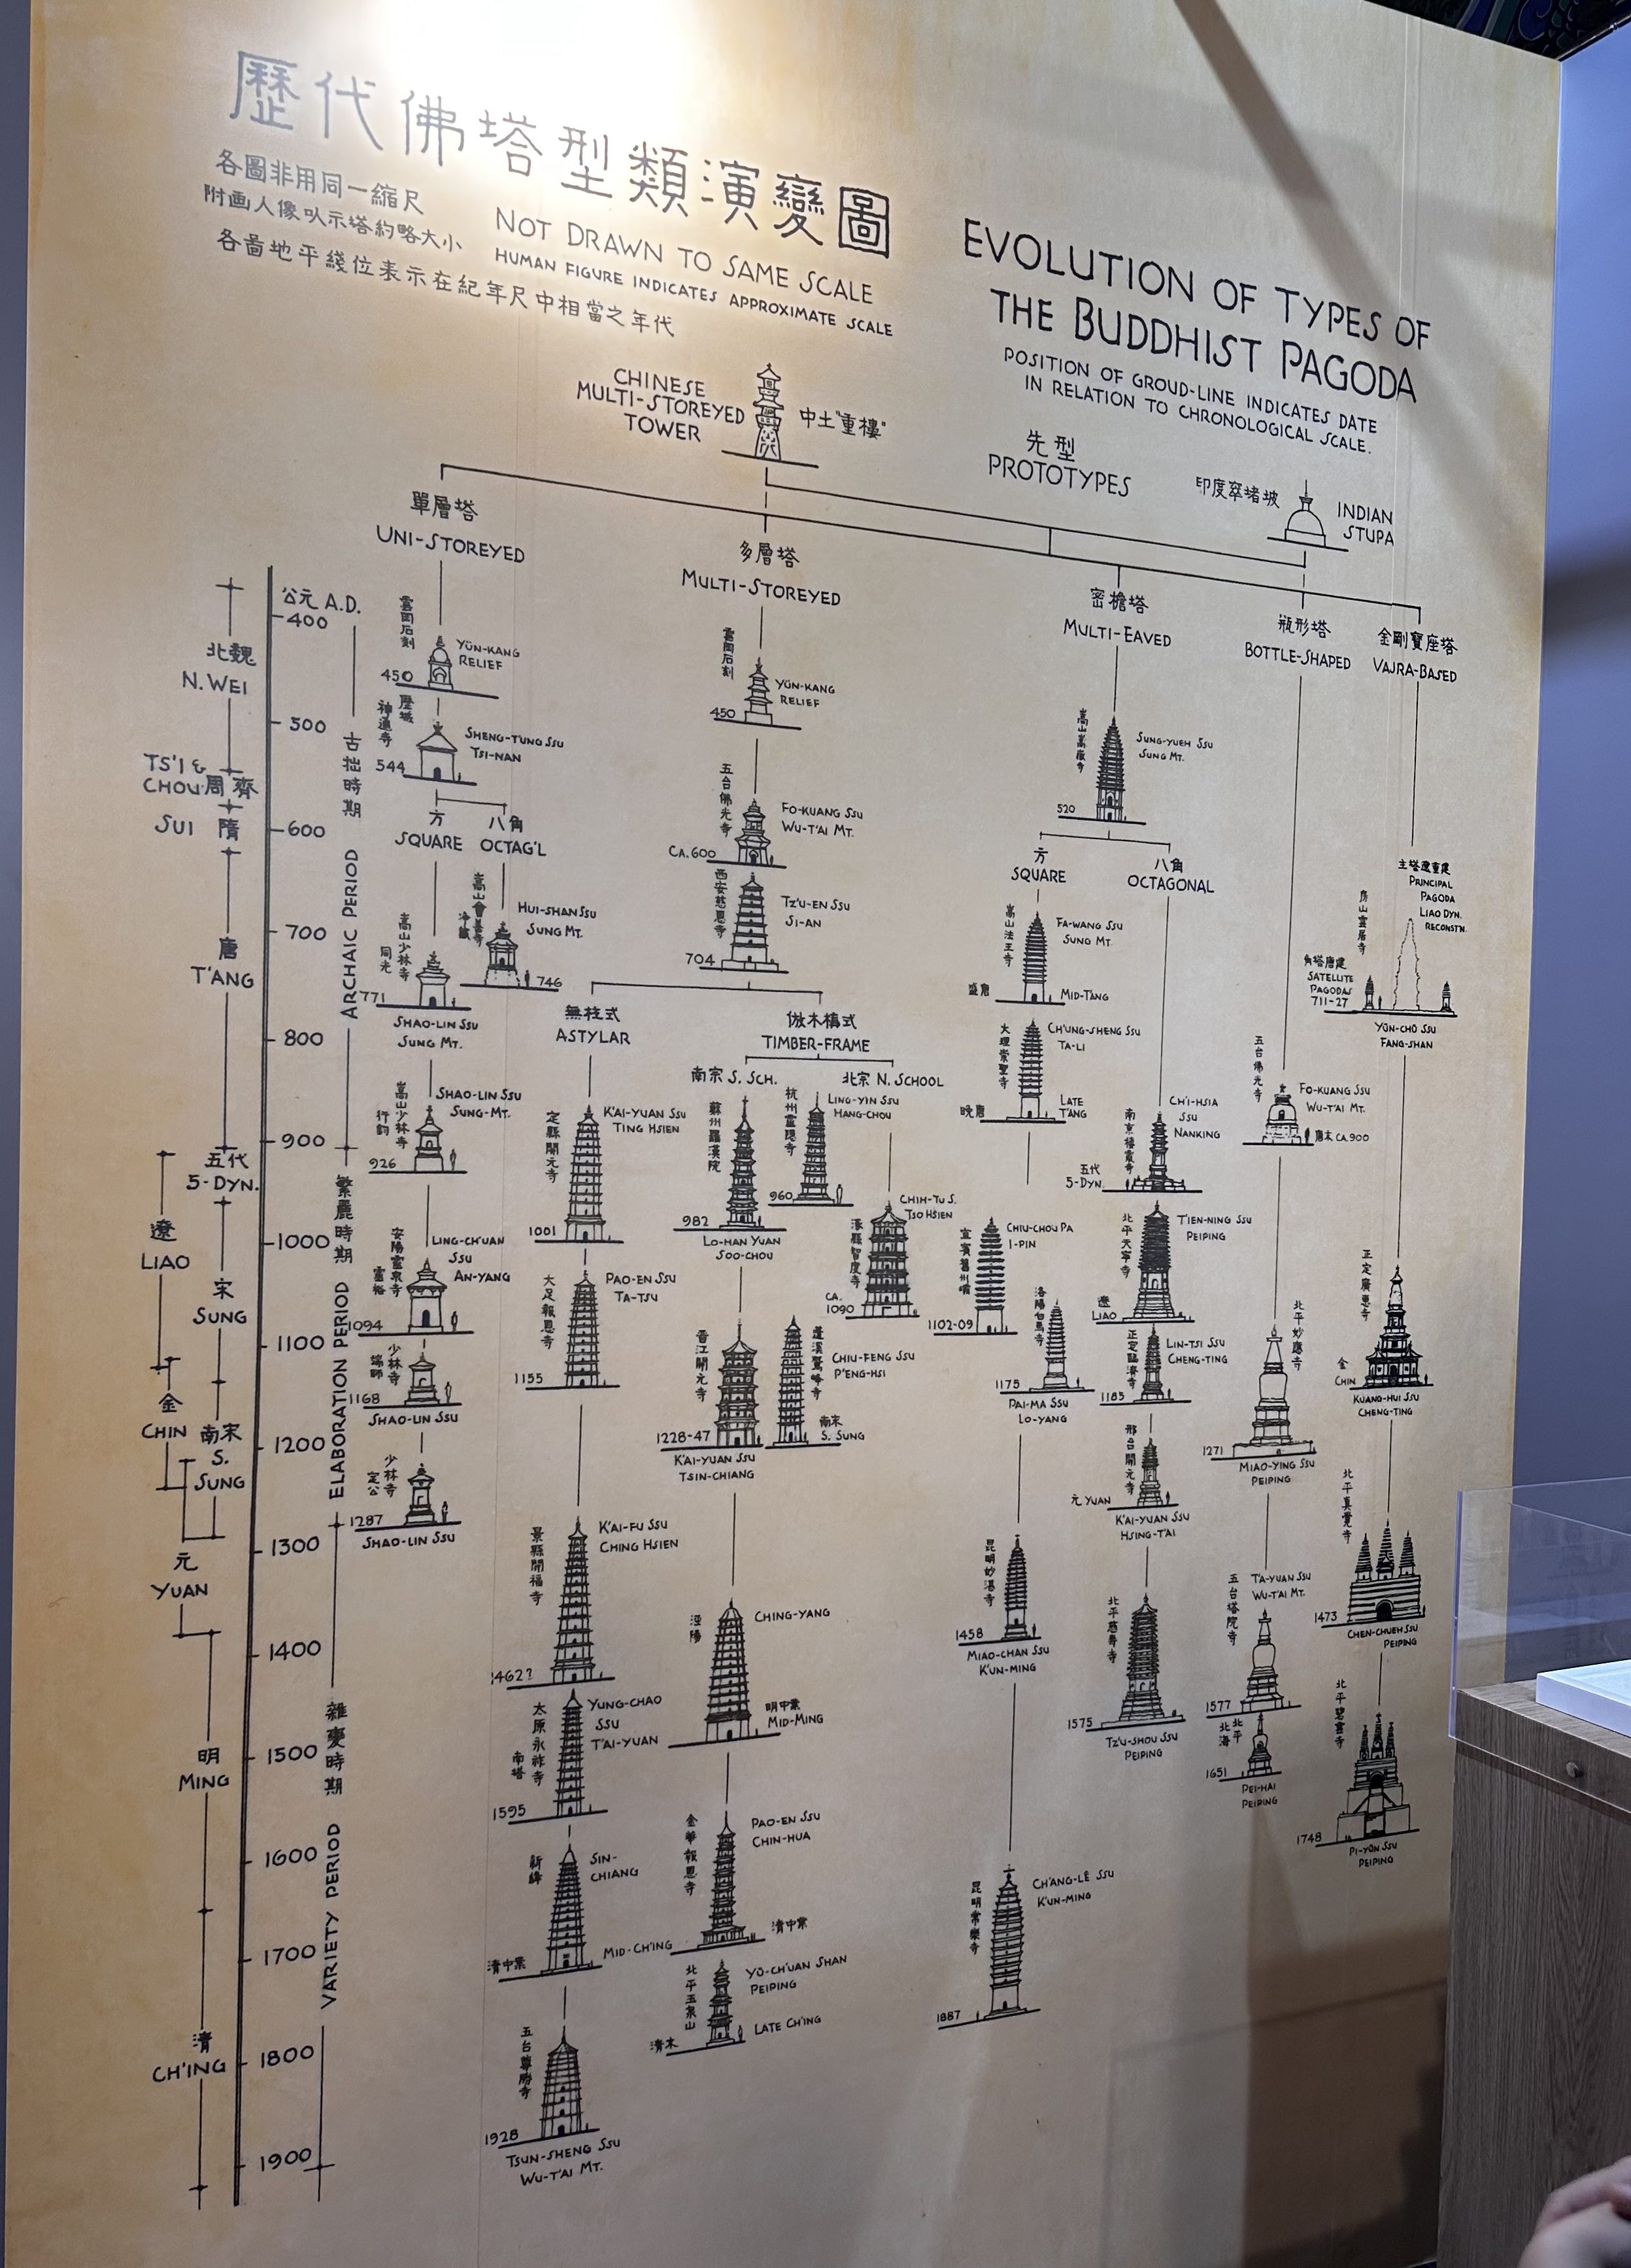 歷代佛塔型類演變圖
各圖非用同一縮尺
附画人像㕥示塔約略大小
各啚地平綫位表示在紀年尺中相當之年代
NOT DRAWN TO SAME SCALE
HUMAN FIGURE INDICATES APPROXIMATE SCALE
EVOLUTION OF TYPES OF
THE BUDDHIST PAGODA
POSITION OF GROUD-LINE INDICATES DATE
IN RELATION TO CHRONOLOGICAL SCALE.
CHINESE
MULTI-STOREYED
TOWER
中土"重樓"
先型
PROTOTYPES
印度窣堵坡
INDIAN
STUPA
單層塔
UNI-STOREYED
多層塔
MULTI-STOREYED
密檐塔
MULTI-EAVED
瓶形塔
BOTTLE-SHAPED
金剛寶座塔
VAJRA-BASED
公元 A.D.
400
500
600
700
800
900
1000
1100
1200
1300
1400
1500
1600
1700
1800
1900
北魏
N. WEI
TS'I &
CHOU 周齊
SUI 隋
唐
T'ANG
五代
5-DYN.
遼
LIAO
宋
SUNG
金
CHIN
南宋
S.
SUNG
元
YUAN
明
MING
清
CH'ING
古拙時期
ARCHAIC PERIOD
繁麗時期
ELABORATION PERIOD
雜變時期
VARIETY PERIOD
雲岡石刻
YÜN-KANG
RELIEF
450
歷城
神通寺
SHENG-T'UNG SSU
TSI-NAN
544
方
SQUARE
八角
OCTAG'L
嵩山會善寺
HUI-SHAN SSU
SUNG MT.
746
嵩山少林寺
同光
771
SHAO-LIN SSU
SUNG MT.
嵩山少林寺
行鈞
SHAO-LIN SSU
SUNG-MT.
926
安陽靈泉寺
LING-CH'UAN
SSU
AN-YANG
1094
少林寺
1168
SHAO-LIN SSU
少林寺
定公
1287
SHAO-LIN SSU
雲岡石刻
YÜN-KANG
RELIEF
450
五台佛光寺
FO-KUANG SSU
WU-T'AI MT.
CA. 600
西安慈恩寺
TZ'U-EN SSU
SI-AN
704
無柱式
ASTYLAR
倣木構式
TIMBER-FRAME
南宗 S. SCH.
北宗 N. SCHOOL
定縣開元寺
K'AI-YUAN SSU
TING HSIEN
1001
大足報恩寺
PAO-EN SSU
TA-TSU
1155
景縣開福寺
K'AI-FU SSU
CHING HSIEN
1462?
太原永祚寺
南塔
YUNG-CHAO
SSU
T'AI-YUAN
1595
新絳
SIN-
CHIANG
清中葉
MID-CH'ING
五台尊勝寺
1928
TSUN-SHENG SSU
WU-T'AI MT.
蘇州羅漢院
982
LO-HAN YUAN
SOO-CHOU
杭州靈隱寺
LING-YIN SSU
HANG-CHOU
960
涿縣智度寺
CHIH-TU S.
TSO HSIEN
CA.
1090
晉江開元寺
1228-47
K'AI-YUAN SSU
TSIN-CHIANG
蓬溪鷲峰寺
CHIU-FENG SSU
P'ENG-HSI
南宋
S. SUNG
涇陽
CHING-YANG
明中葉
MID-MING
金華報恩寺
PAO-EN SSU
CHIN-HUA
清中葉
北平玉泉山
YÜ-CH'UAN SHAN
PEIPING
清末
LATE CH'ING
嵩山嵩嶽寺
SUNG-YUEH SSU
SUNG MT.
520
方
SQUARE
八角
OCTAGONAL
嵩山法王寺
FA-WANG SSU
SUNG MT.
盛唐
MID-T'ANG
大理崇聖寺
CH'UNG-SHENG SSU
TA-LI
晚唐
LATE
T'ANG
宜賓舊州壩
CHIU-CHOU PA
I-PIN
1102-09
洛陽白馬寺
1175
PAI-MA SSU
LO-YANG
昆明妙湛寺
1458
MIAO-CHAN SSU
K'UN-MING
昆明常樂寺
CH'ANG-LÊ SSU
K'UN-MING
1887
南京棲霞寺
CH'I-HSIA
SSU
NANKING
五代
5-DYN.
北平天寧寺
T'IEN-NING SSU
PEIPING
遼
LIAO
正定臨濟寺
LIN-TSI SSU
CHENG-TING
1185
邢台開元寺
元 YUAN
K'AI-YUAN SSU
HSING-T'AI
北平慈壽寺
1575
TZ'U-SHOU SSU
PEIPING
五台佛光寺
FO-KUANG SSU
WU-T'AI MT.
唐末 CA. 900
北平妙應寺
1271
MIAO-YING SSU
PEIPING
五台塔院寺
T'A-YUAN SSU
WU-T'AI MT.
1577
北平
北海
1651
PEI-HAI
PEIPING
房山雲居寺
主塔遼重建
PRINCIPAL
PAGODA
LIAO DYN.
RECONST'N.
角塔唐建
SATELLITE
PAGODAS
711-27
YÜN-CHÜ SSU
FANG-SHAN
正定廣惠寺
金
CHIN
KUANG-HUI SSU
CHENG-TING
北平真覺寺
1473
CHEN-CHUEH SSU
PEIPING
北平碧雲寺
1748
PI-YÜN SSU
PEIPING